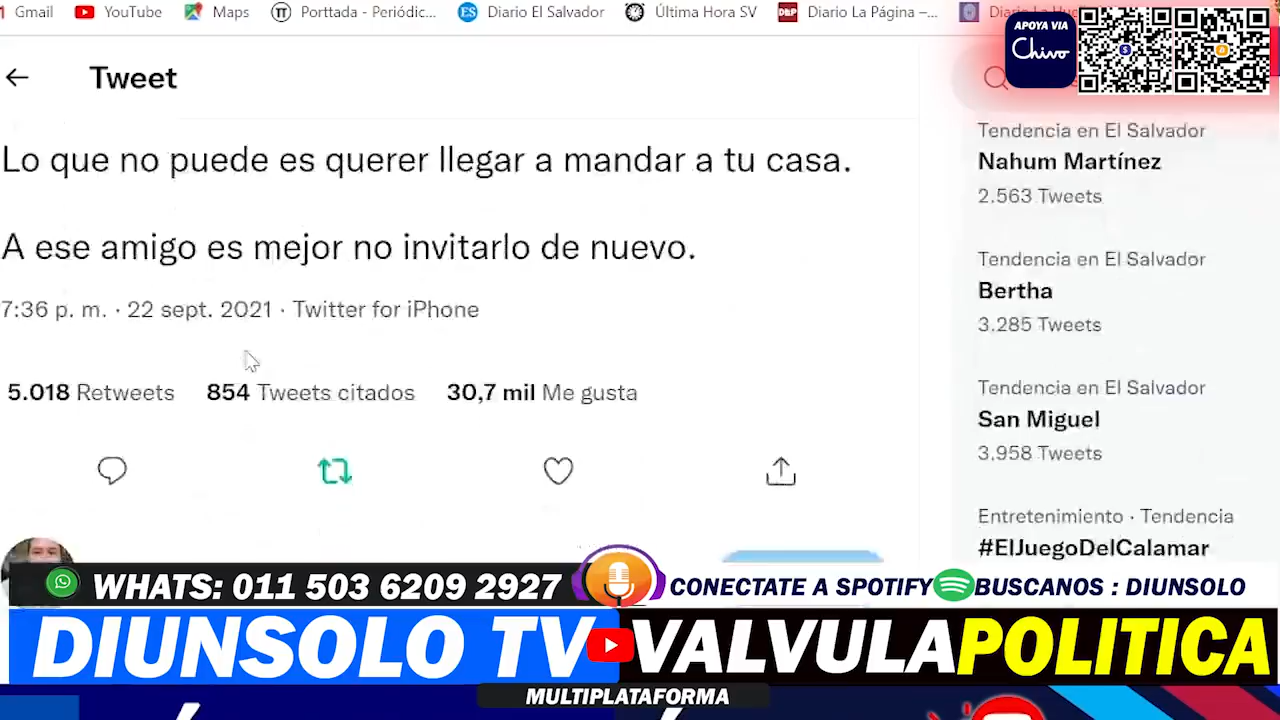 Gmail
YouTube
Maps
Porttada - Periódic...
Diario El Salvador
Última Hora SV
Diario La Página –...
APOYA VIA
Chivo
Tweet
Lo que no puede es querer llegar a mandar a tu casa.
A ese amigo es mejor no invitarlo de nuevo.
7:36 p. m. · 22 sept. 2021 · Twitter for iPhone
5.018 Retweets 854 Tweets citados 30,7 mil Me gusta
Tendencia en El Salvador
Nahum Martínez
2.563 Tweets
Tendencia en El Salvador
Bertha
3.285 Tweets
Tendencia en El Salvador
San Miguel
3.958 Tweets
Entretenimiento · Tendencia
#ElJuegoDelCalamar
WHATS: 011 503 6209 2927
CONECTATE A SPOTIFY
BUSCANOS : DIUNSOLO
DIUNSOLO TV
VALVULAPOLITICA
MULTIPLATAFORMA